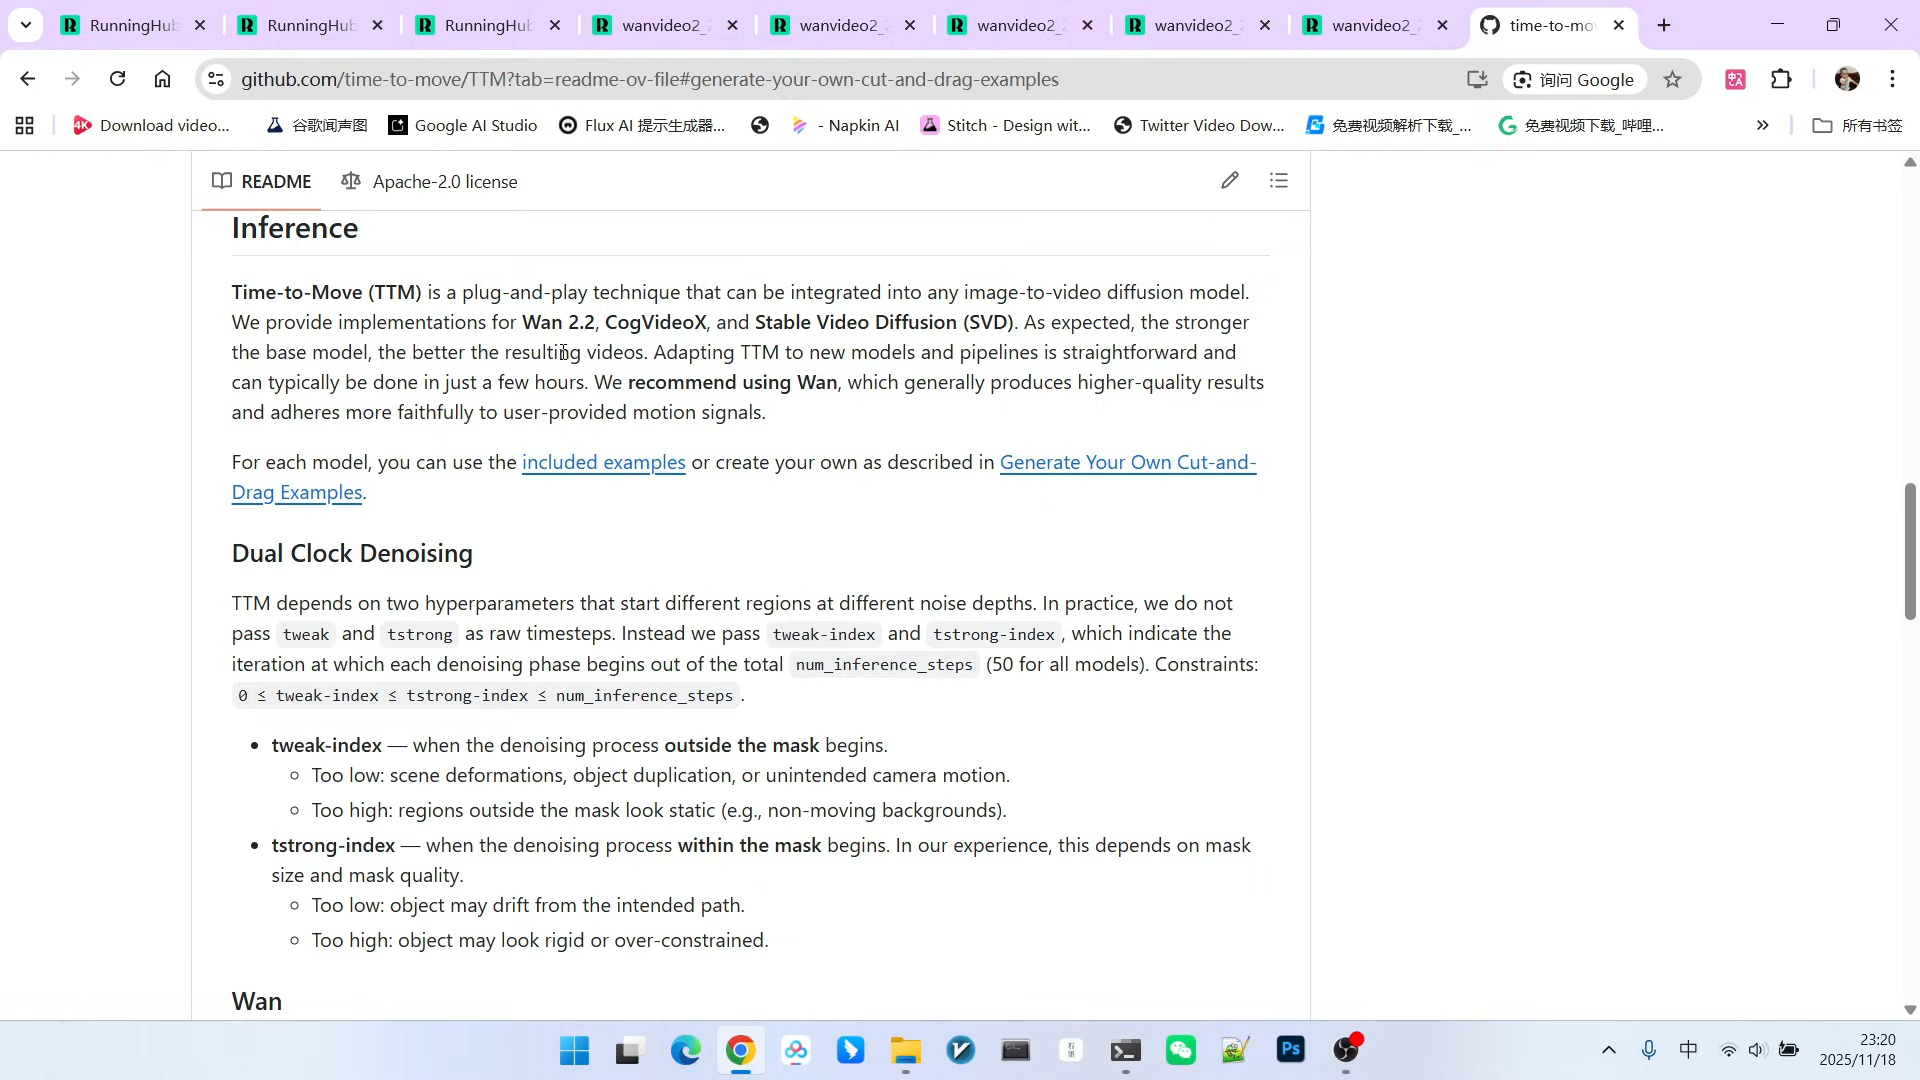 RunningHub
RunningHub
RunningHub
wanvideo2_2
wanvideo2_2
wanvideo2_2
wanvideo2_2
wanvideo2_2
time-to-mo
github.com/time-to-move/TTM?tab=readme-ov-file#generate-your-own-cut-and-drag-examples
询问 Google
Download video...
谷歌闻声图
Google AI Studio
Flux AI 提示生成器...
- Napkin AI
Stitch - Design wit...
Twitter Video Dow...
免费视频解析下载_...
免费视频下载_哔哩...
所有书签
README
Apache-2.0 license
Inference
Time-to-Move (TTM) is a plug-and-play technique that can be integrated into any image-to-video diffusion model.
We provide implementations for Wan 2.2, CogVideoX, and Stable Video Diffusion (SVD). As expected, the stronger
the base model, the better the resulting videos. Adapting TTM to new models and pipelines is straightforward and
can typically be done in just a few hours. We recommend using Wan, which generally produces higher-quality results
and adheres more faithfully to user-provided motion signals.
For each model, you can use the included examples or create your own as described in Generate Your Own Cut-and-
Drag Examples.
Dual Clock Denoising
TTM depends on two hyperparameters that start different regions at different noise depths. In practice, we do not
pass tweak and tstrong as raw timesteps. Instead we pass tweak-index and tstrong-index, which indicate the
iteration at which each denoising phase begins out of the total num_inference_steps (50 for all models). Constraints:
0 ≤ tweak-index ≤ tstrong-index ≤ num_inference_steps.
• tweak-index — when the denoising process outside the mask begins.
◦ Too low: scene deformations, object duplication, or unintended camera motion.
◦ Too high: regions outside the mask look static (e.g., non-moving backgrounds).
• tstrong-index — when the denoising process within the mask begins. In our experience, this depends on mask
size and mask quality.
◦ Too low: object may drift from the intended path.
◦ Too high: object may look rigid or over-constrained.
Wan
Ps
中
23:20
2025/11/18